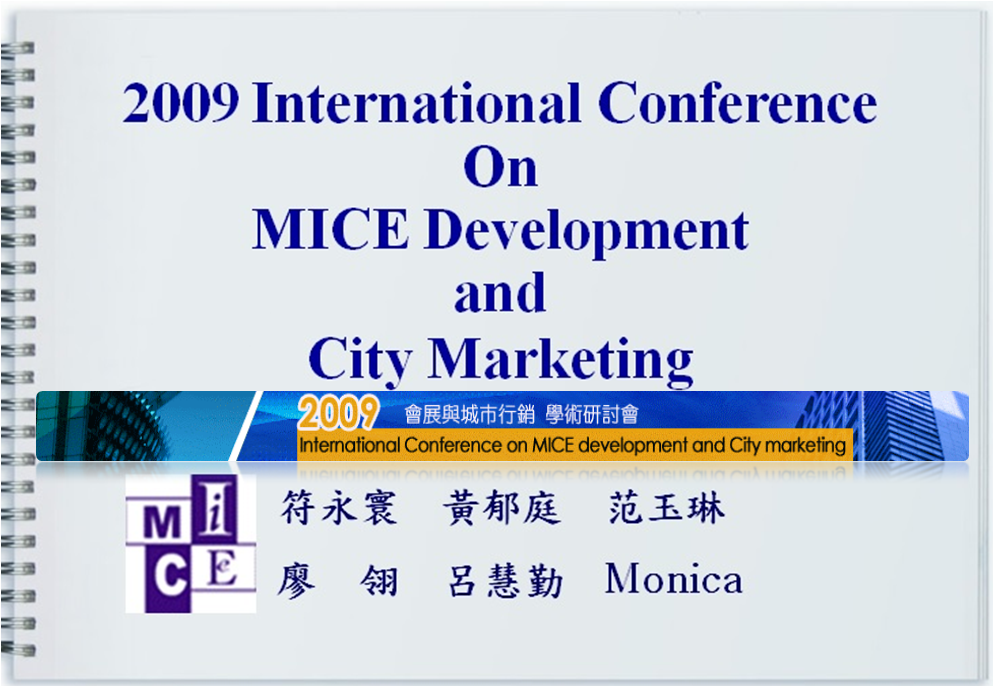 2009 International Conference
On
MICE Development
and
City Marketing
2009 會展與城市行銷 學術研討會
International Conference on MICE development and City marketing
MiCE
符永寰 黃郁庭 范玉琳
廖 翎 呂慧勤 Monica